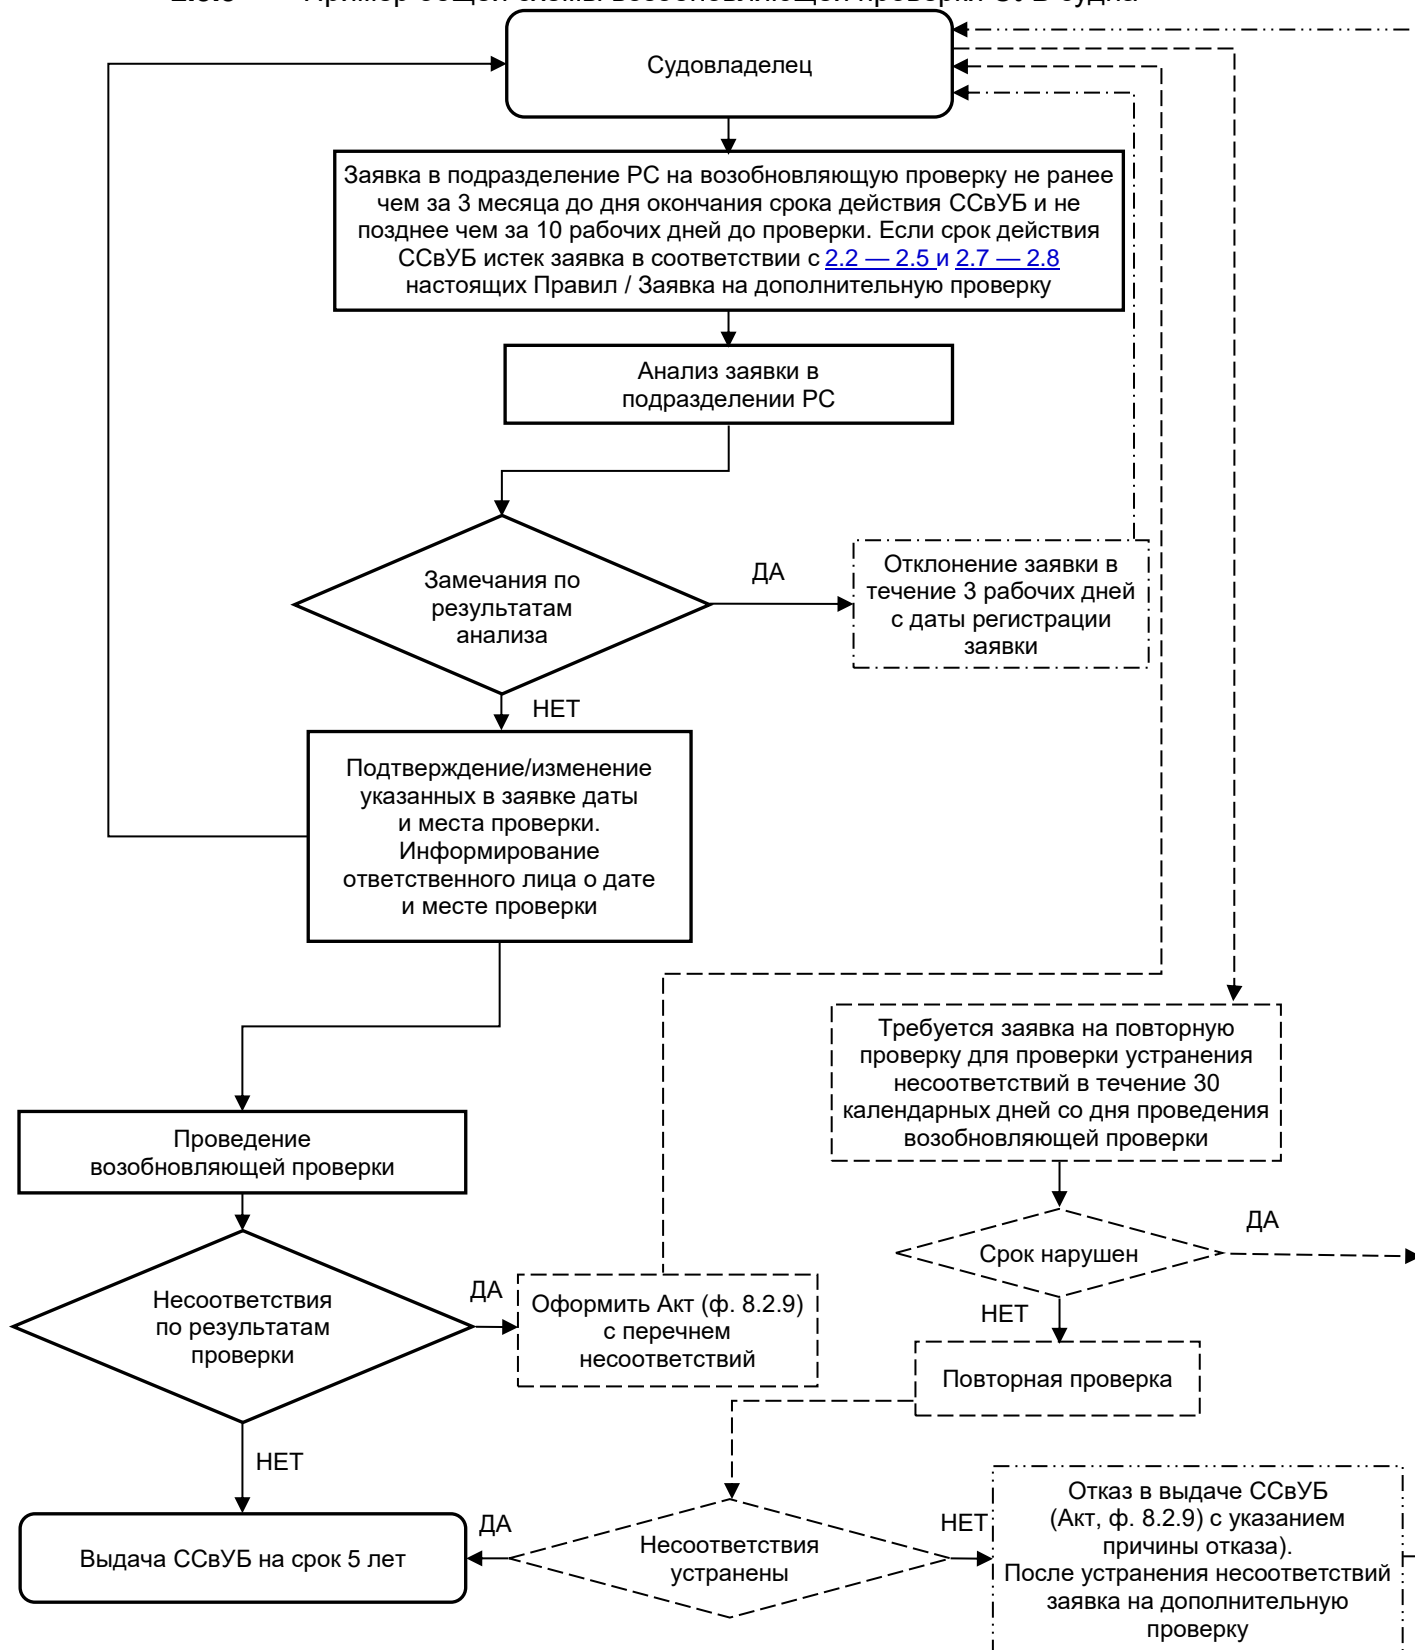 Судовладелец
Заявка в подразделение РС на возобновляющую проверку не ранее
чем за 3 месяца до дня окончания срока действия ССвУБ и не
позднее чем за 10 рабочих дней до проверки. Если срок действия
ССвУБ истек заявка в соответствии с 2.2 — 2.5 и 2.7 — 2.8
настоящих Правил / Заявка на дополнительную проверку
Анализ заявки в
подразделении РС
Замечания по
результатам
анализа
ДА
Отклонение заявки в
течение 3 рабочих дней
с даты регистрации
заявки
НЕТ
Подтверждение/изменение
указанных в заявке даты
и места проверки.
Информирование
ответственного лица о дате
и месте проверки
Требуется заявка на повторную
проверку для проверки устранения
несоответствий в течение 30
календарных дней со дня проведения
возобновляющей проверки
Проведение
возобновляющей проверки
Срок нарушен
ДА
НЕТ
Несоответствия
по результатам
проверки
ДА
Оформить Акт (ф. 8.2.9)
с перечнем
несоответствий
Повторная проверка
НЕТ
Выдача ССвУБ на срок 5 лет
ДА
Несоответствия
устранены
НЕТ
Отказ в выдаче ССвУБ
(Акт, ф. 8.2.9) с указанием
причины отказа).
После устранения несоответствий
заявка на дополнительную
проверку